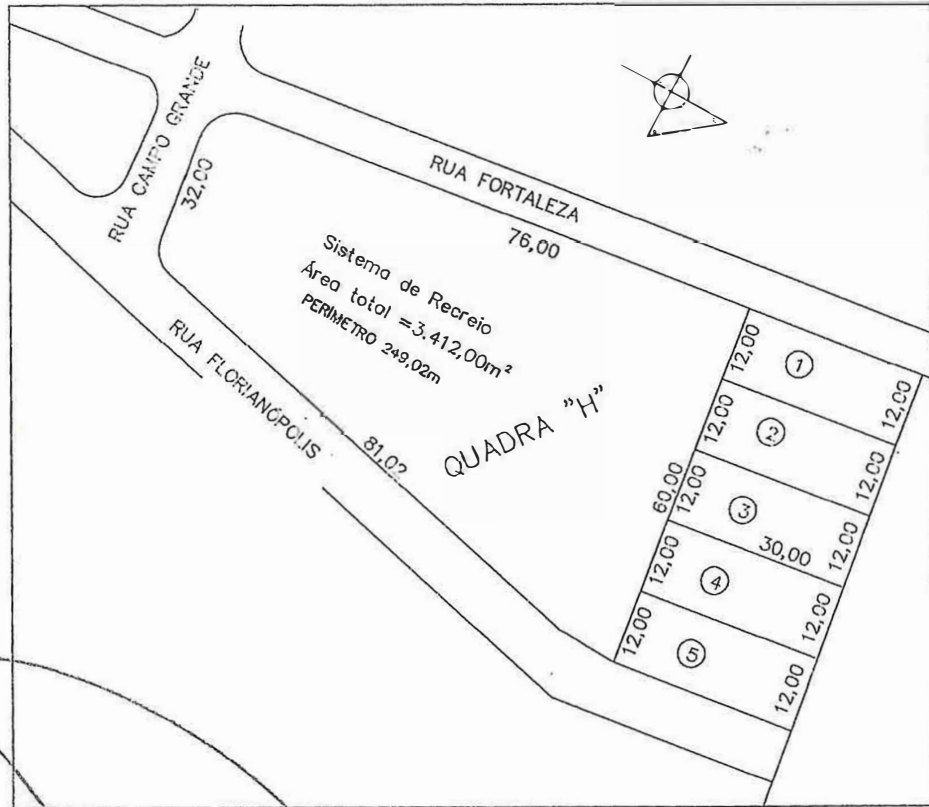 RUA CAMPO GRANDE
32,00
RUA FORTALEZA
76,00
Sistema de Recreio
Área total =3.412,00m²
PERIMETRO 249,02m
RUA FLORIANÓPOLIS
81,02
QUADRA "H"
60,00
12,00
1
12,00
12,00
2
12,00
12,00
3
30,00
12,00
12,00
4
12,00
12,00
5
12,00